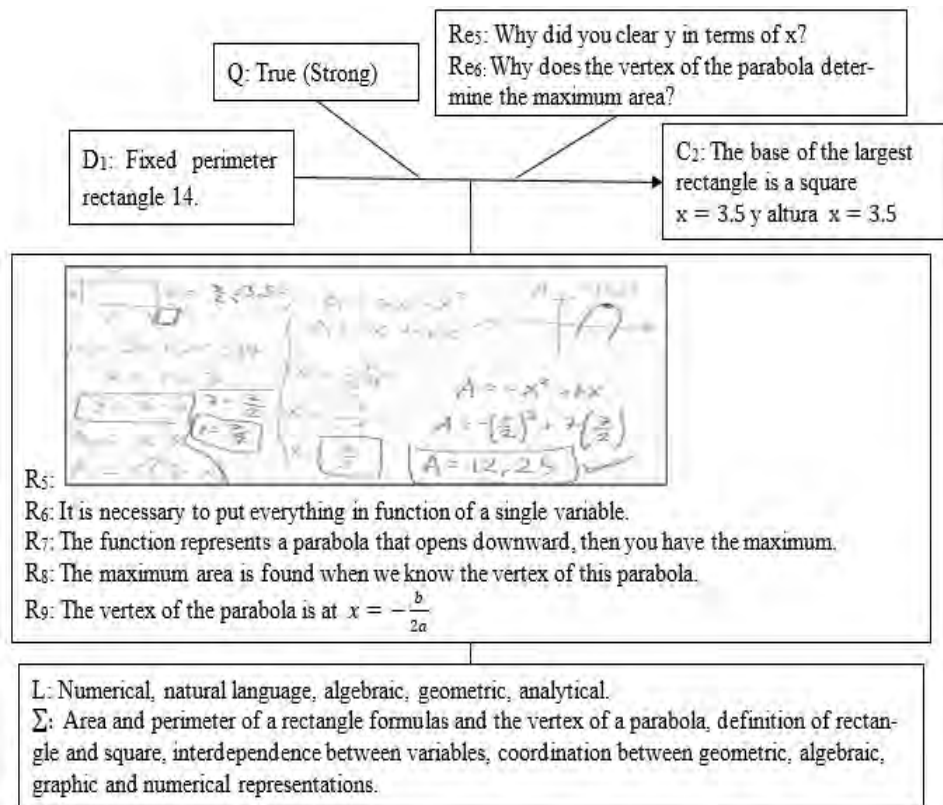 Q: True (Strong)
Re5: Why did you clear y in terms of x?
Re6: Why does the vertex of the parabola deter-
mine the maximum area?
D1: Fixed perimeter
rectangle 14.
C2: The base of the largest
rectangle is a square
x = 3.5 y altura x = 3.5
A = -(7/2)² + 7(7/2)
A = 12,25
R5:
R6: It is necessary to put everything in function of a single variable.
R7: The function represents a parabola that opens downward, then you have the maximum.
R8: The maximum area is found when we know the vertex of this parabola.
R9: The vertex of the parabola is at x = -b/2a
L: Numerical, natural language, algebraic, geometric, analytical.
Σ: Area and perimeter of a rectangle formulas and the vertex of a parabola, definition of rectan-
gle and square, interdependence between variables, coordination between geometric, algebraic,
graphic and numerical representations.